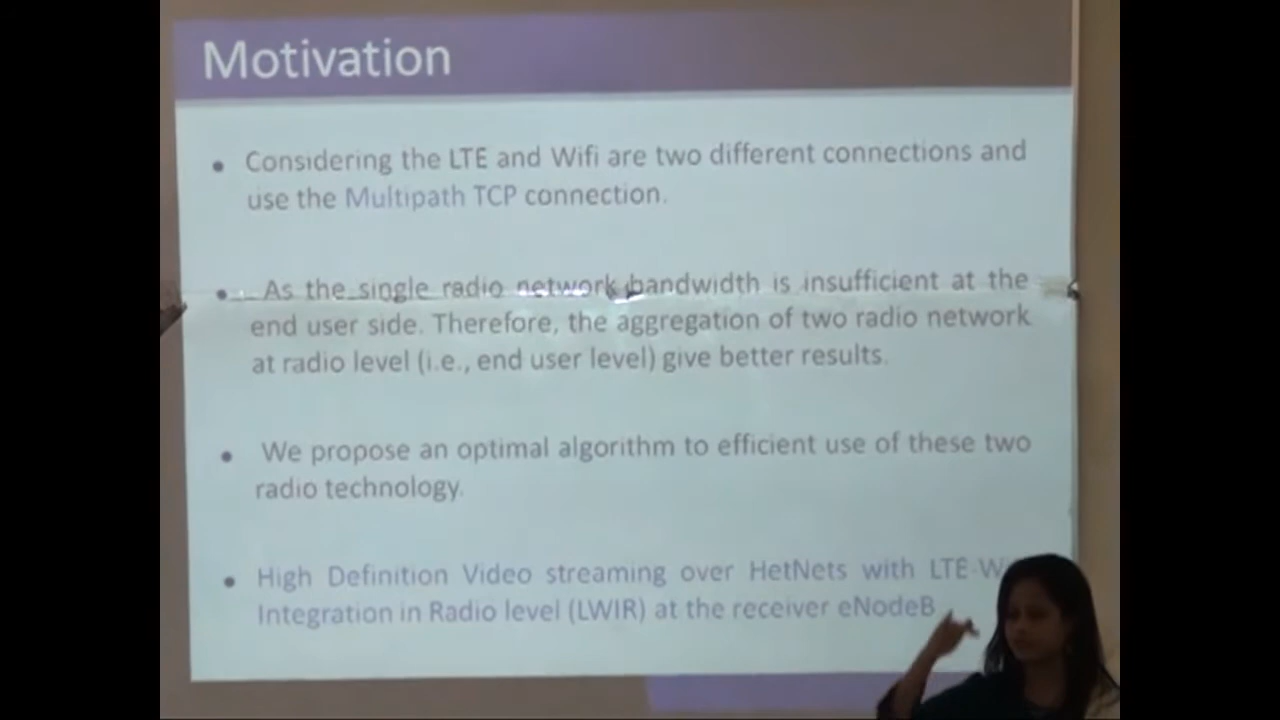 Motivation
• Considering the LTE and Wifi are two different connections and
use the Multipath TCP connection.
• As the single radio network bandwidth is insufficient at the
end user side. Therefore, the aggregation of two radio network
at radio level (i.e., end user level) give better results.
• We propose an optimal algorithm to efficient use of these two
radio technology.
• High Definition Video streaming over HetNets with LTE
Integration in Radio level (LWIR) at the receiver eNodeB